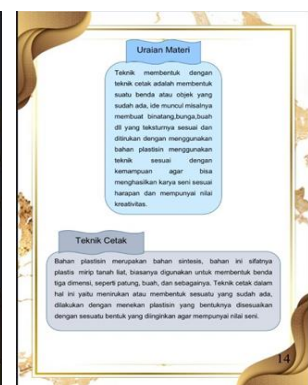 Uraian Materi
Teknik membentuk dengan
teknik cetak adalah membentuk
suatu benda atau objek yang
sudah ada, ide muncul misalnya
membuat binatang,bunga,buah
dll yang teksturnya sesuai dan
ditirukan dengan menggunakan
bahan plastisin menggunakan
teknik sesuai dengan
kemampuan agar bisa
menghasilkan karya seni sesuai
harapan dan mempunyai nilai
kreativitas.
Teknik Cetak
Bahan plastisin merupakan bahan sintesis, bahan ini sifatnya
plastis mirip tanah liat, biasanya digunakan untuk membentuk benda
tiga dimensi, seperti patung, buah, dan sebagainya. Teknik cetak dalam
hal ini yaitu menirukan atau membentuk sesuatu yang sudah ada,
dilakukan dengan menekan plastisin yang bentuknya disesuaikan
dengan sesuatu bentuk yang diinginkan agar mempunyai nilai seni.
14